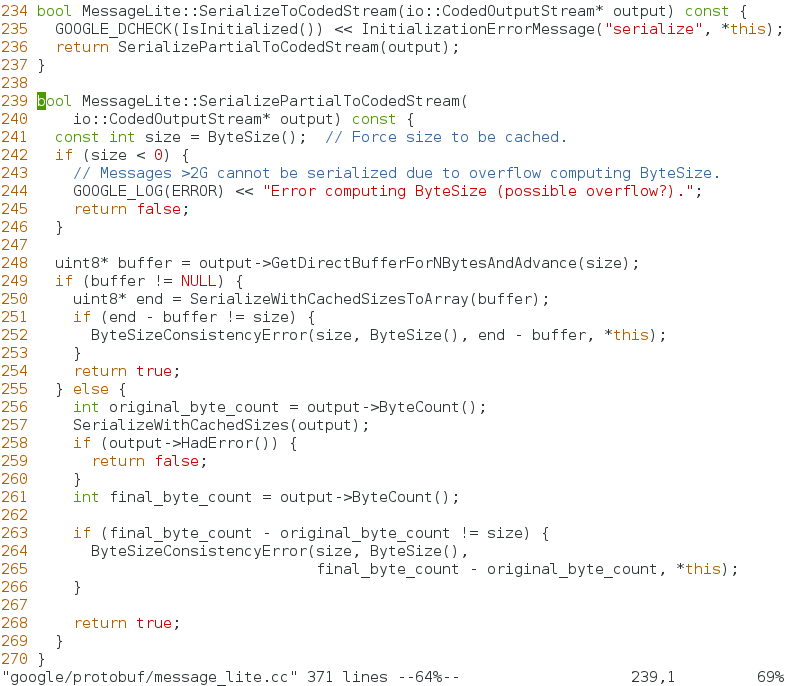 234 bool MessageLite::SerializeToCodedStream(io::CodedOutputStream* output) const {
235   GOOGLE_DCHECK(IsInitialized()) << InitializationErrorMessage("serialize", *this);
236   return SerializePartialToCodedStream(output);
237 }
238
239 bool MessageLite::SerializePartialToCodedStream(
240     io::CodedOutputStream* output) const {
241   const int size = ByteSize();  // Force size to be cached.
242   if (size < 0) {
243     // Messages >2G cannot be serialized due to overflow computing ByteSize.
244     GOOGLE_LOG(ERROR) << "Error computing ByteSize (possible overflow?).";
245     return false;
246   }
247
248   uint8* buffer = output->GetDirectBufferForNBytesAndAdvance(size);
249   if (buffer != NULL) {
250     uint8* end = SerializeWithCachedSizesToArray(buffer);
251     if (end - buffer != size) {
252       ByteSizeConsistencyError(size, ByteSize(), end - buffer, *this);
253     }
254     return true;
255   } else {
256     int original_byte_count = output->ByteCount();
257     SerializeWithCachedSizes(output);
258     if (output->HadError()) {
259       return false;
260     }
261     int final_byte_count = output->ByteCount();
262
263     if (final_byte_count - original_byte_count != size) {
264       ByteSizeConsistencyError(size, ByteSize(),
265                                final_byte_count - original_byte_count, *this);
266     }
267
268     return true;
269   }
270 }
"google/protobuf/message_lite.cc" 371 lines --64%--                   239,1         69%